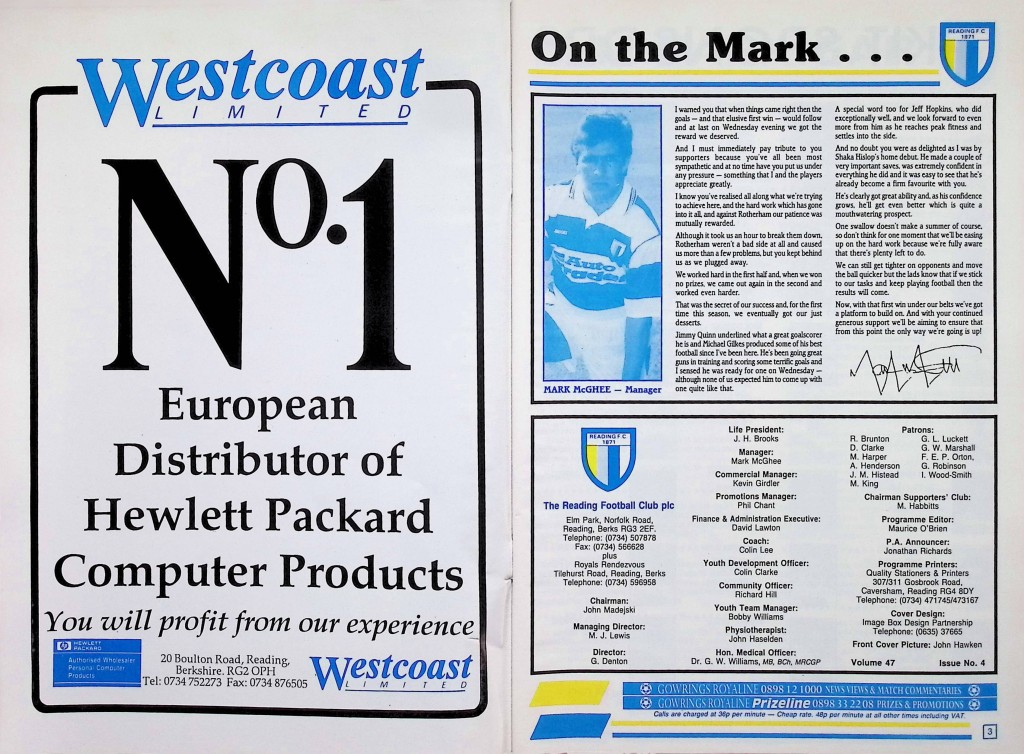 Westcoast
LIMITED
No.1
European
Distributor of
Hewlett Packard
Computer Products
You will profit from our experience
HEWLETT
PACKARD
Authorised Wholesaler
Personal Computer
Products
20 Boulton Road, Reading,
Berkshire. RG2 OPH
Tel: 0734 752273 Fax: 0734 876505
Westcoast
LIMITED
On the Mark . . .
READING F C
1871
MARK McGHEE — Manager
I warned you that when things came right then the
goals — and that elusive first win — would follow
and at last on Wednesday evening we got the
reward we deserved.
And I must immediately pay tribute to you
supporters because you've all been most
sympathetic and at no time have you put us under
any pressure — something that I and the players
appreciate greatly.
I know you've realised all along what we're trying
to achieve here, and the hard work which has gone
into it all, and against Rotherham our patience was
mutually rewarded.
Although it took us an hour to break them down,
Rotherham weren't a bad side at all and caused
us more than a few problems, but you kept behind
us as we plugged away.
We worked hard in the first half and, when we won
no prizes, we came out again in the second and
worked even harder.
That was the secret of our success and, for the first
time this season, we eventually got our just
desserts.
Jimmy Quinn underlined what a great goalscorer
he is and Michael Gilkes produced some of his best
football since I've been here. He's been going great
guns in training and scoring some terrific goals and
I sensed he was ready for one on Wednesday —
although none of us expected him to come up with
one quite like that.
A special word too for Jeff Hopkins, who did
exceptionally well, and we look forward to even
more from him as he reaches peak fitness and
settles into the side.
And no doubt you were as delighted as I was by
Shaka Hislop's home debut. He made a couple of
very important saves, was extremely confident in
everything he did and it was easy to see that he's
already become a firm favourite with you.
He's clearly got great ability and, as his confidence
grows, he'll get even better which is quite a
mouthwatering prospect.
One swallow doesn't make a summer of course,
so don't think for one moment that we'll be easing
up on the hard work because we're fully aware
that there's plenty left to do.
We can still get tighter on opponents and move
the ball quicker but the lads know that if we stick
to our tasks and keep playing football then the
results will come.
Now, with that first win under our belts we've got
a platform to build on. And with your continued
generous support we'll be aiming to ensure that
from this point the only way we're going is up!
READING F C
1871
The Reading Football Club plc
Elm Park, Norfolk Road,
Reading, Berks RG3 2EF.
Telephone: (0734) 507878
Fax: (0734) 566628
plus
Royals Rendezvous
Tilehurst Road, Reading, Berks
Telephone: (0734) 596958
Chairman:
John Madejski
Managing Director:
M. J. Lewis
Director:
G. Denton
Life President:
J. H. Brooks
Manager:
Mark McGhee
Commercial Manager:
Kevin Girdler
Promotions Manager:
Phil Chant
Finance & Administration Executive:
David Lawton
Coach:
Colin Lee
Youth Development Officer:
Colin Clarke
Community Officer:
Richard Hill
Youth Team Manager:
Bobby Williams
Physiotherapist:
John Haselden
Hon. Medical Officer:
Dr. G. W. Williams, MB, BCh, MRCGP
Patrons:
R. Brunton G. L. Luckett
D. Clarke G. W. Marshall
M. Harper F. E. P. Orton,
A. Henderson G. Robinson
J. M. Histead I. Wood-Smith
M. King
Chairman Supporters' Club:
M. Habbitts
Programme Editor:
Maurice O'Brien
P.A. Announcer:
Jonathan Richards
Programme Printers:
Quality Stationers & Printers
307/311 Gosbrook Road,
Caversham, Reading RG4 8DY
Telephone: (0734) 471745/473167
Cover Design:
Image Box Design Partnership
Telephone: (0635) 37665
Front Cover Picture: John Hawken
Volume 47 Issue No. 4
GOWRINGS ROYALINE 0898 12 1000 NEWS VIEWS & MATCH COMMENTARIES
GOWRINGS ROYALINE Prizeline 0898 33 22 08 PRIZES & PROMOTIONS
Calls are charged at 36p per minute — Cheap rate. 48p per minute at all other times including VAT.
3